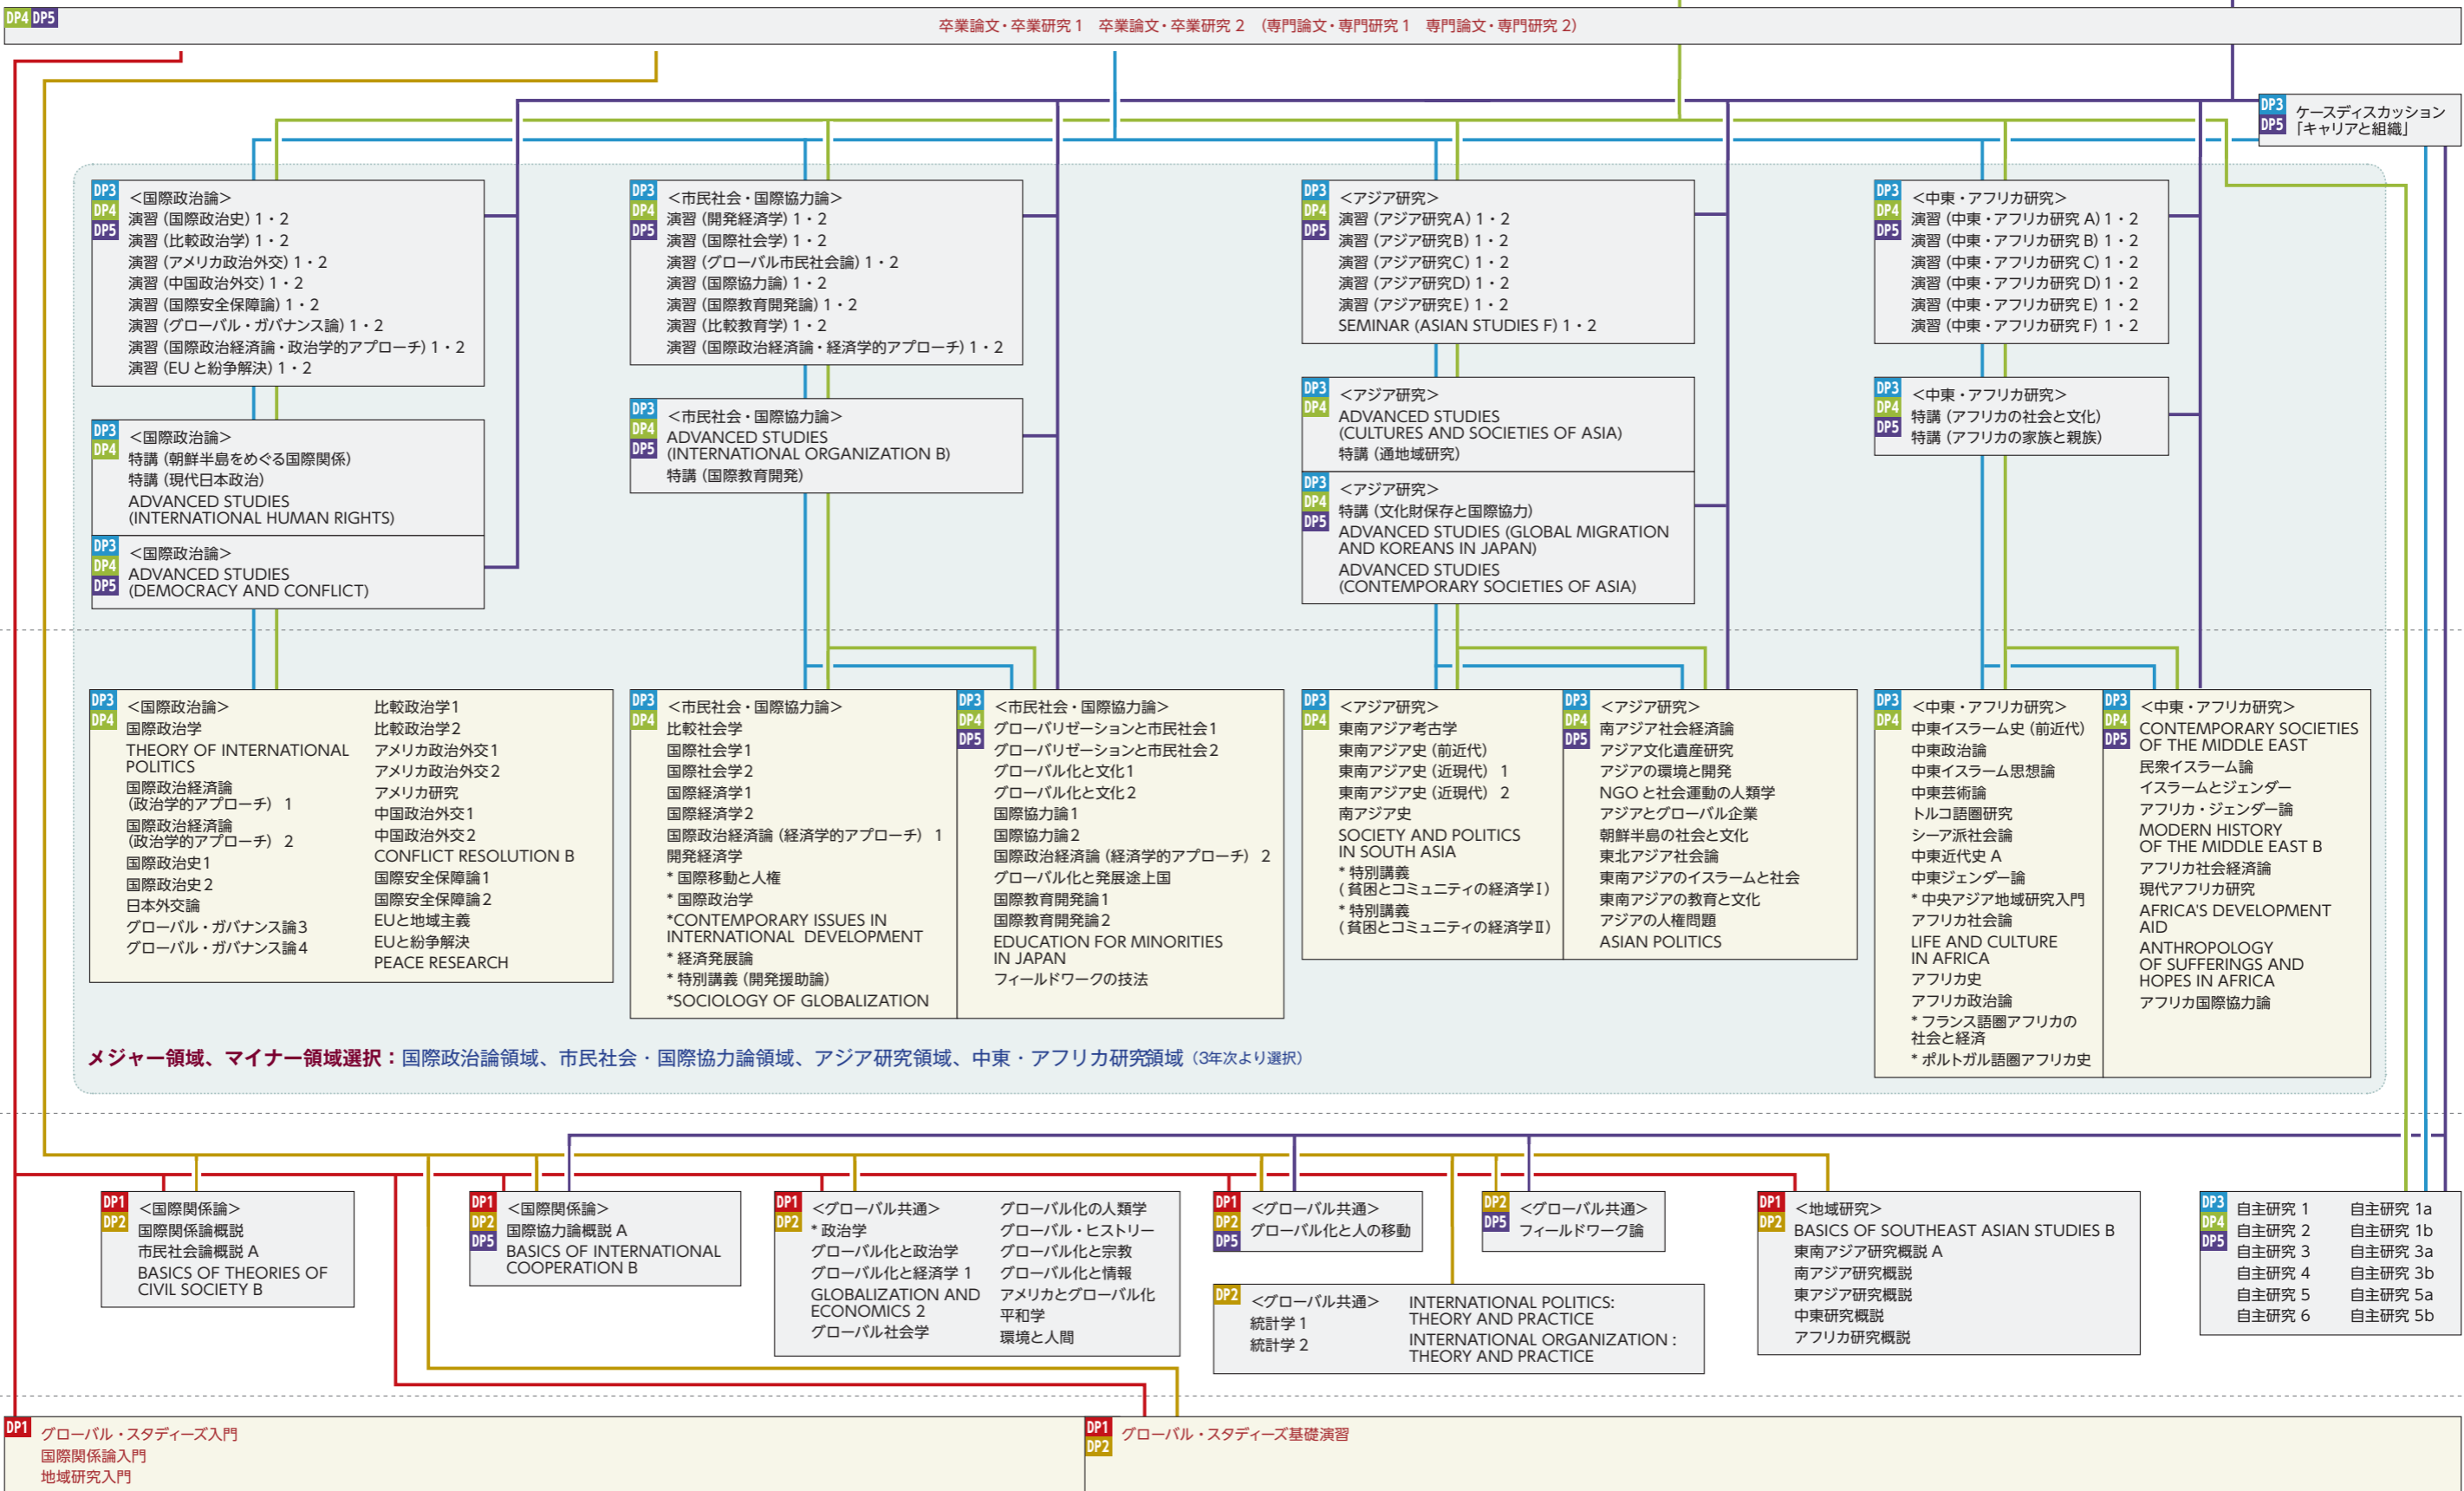 DP4 DP5
卒業論文・卒業研究1 卒業論文・卒業研究2 (専門論文・専門研究1 専門論文・専門研究2)
DP3
DP5
ケースディスカッション
「キャリアと組織」
DP3
DP4
DP5
<国際政治論>
演習 (国際政治史) 1・2
演習 (比較政治学) 1・2
演習 (アメリカ政治外交) 1・2
演習 (中国政治外交) 1・2
演習 (国際安全保障論) 1・2
演習 (グローバル・ガバナンス論) 1・2
演習 (国際政治経済論・政治学的アプローチ) 1・2
演習 (EU と紛争解決) 1・2
DP3
DP4
<国際政治論>
特講 (朝鮮半島をめぐる国際関係)
特講 (現代日本政治)
ADVANCED STUDIES
(INTERNATIONAL HUMAN RIGHTS)
DP3
DP4
DP5
<国際政治論>
ADVANCED STUDIES
(DEMOCRACY AND CONFLICT)
DP3
DP4
DP5
<市民社会・国際協力論>
演習 (開発経済学) 1・2
演習 (国際社会学) 1・2
演習 (グローバル市民社会論) 1・2
演習 (国際協力論) 1・2
演習 (国際教育開発論) 1・2
演習 (比較教育学) 1・2
演習 (国際政治経済論・経済学的アプローチ) 1・2
DP3
DP4
DP5
<市民社会・国際協力論>
ADVANCED STUDIES
(INTERNATIONAL ORGANIZATION B)
特講 (国際教育開発)
DP3
DP4
DP5
<アジア研究>
演習 (アジア研究A) 1・2
演習 (アジア研究B) 1・2
演習 (アジア研究C) 1・2
演習 (アジア研究D) 1・2
演習 (アジア研究E) 1・2
SEMINAR (ASIAN STUDIES F) 1・2
DP3
DP4
<アジア研究>
ADVANCED STUDIES
(CULTURES AND SOCIETIES OF ASIA)
特講 (通地域研究)
DP3
DP4
DP5
<アジア研究>
特講 (文化財保存と国際協力)
ADVANCED STUDIES (GLOBAL MIGRATION
AND KOREANS IN JAPAN)
ADVANCED STUDIES
(CONTEMPORARY SOCIETIES OF ASIA)
DP3
DP4
DP5
<中東・アフリカ研究>
演習 (中東・アフリカ研究 A) 1・2
演習 (中東・アフリカ研究 B) 1・2
演習 (中東・アフリカ研究 C) 1・2
演習 (中東・アフリカ研究 D) 1・2
演習 (中東・アフリカ研究 E) 1・2
演習 (中東・アフリカ研究 F) 1・2
DP3
DP4
DP5
<中東・アフリカ研究>
特講 (アフリカの社会と文化)
特講 (アフリカの家族と親族)
DP3
DP4
<国際政治論>
国際政治学
THEORY OF INTERNATIONAL
POLITICS
国際政治経済論
(政治学的アプローチ) 1
国際政治経済論
(政治学的アプローチ) 2
国際政治史1
国際政治史2
日本外交論
グローバル・ガバナンス論3
グローバル・ガバナンス論4
比較政治学1
比較政治学2
アメリカ政治外交1
アメリカ政治外交2
アメリカ研究
中国政治外交1
中国政治外交2
CONFLICT RESOLUTION B
国際安全保障論1
国際安全保障論2
EUと地域主義
EUと紛争解決
PEACE RESEARCH
DP3
DP4
<市民社会・国際協力論>
比較社会学
国際社会学1
国際社会学2
国際経済学1
国際経済学2
国際政治経済論 (経済学的アプローチ) 1
開発経済学
* 国際移動と人権
* 国際政治学
*CONTEMPORARY ISSUES IN
INTERNATIONAL DEVELOPMENT
* 経済発展論
* 特別講義 (開発援助論)
*SOCIOLOGY OF GLOBALIZATION
DP3
DP4
DP5
<市民社会・国際協力論>
グローバリゼーションと市民社会1
グローバリゼーションと市民社会2
グローバル化と文化1
グローバル化と文化2
国際協力論1
国際協力論2
国際政治経済論 (経済学的アプローチ) 2
グローバル化と発展途上国
国際教育開発論1
国際教育開発論2
EDUCATION FOR MINORITIES
IN JAPAN
フィールドワークの技法
DP3
DP4
<アジア研究>
東南アジア考古学
東南アジア史 (前近代)
東南アジア史 (近現代) 1
東南アジア史 (近現代) 2
南アジア史
SOCIETY AND POLITICS
IN SOUTH ASIA
* 特別講義
( 貧困とコミュニティの経済学Ⅰ)
* 特別講義
( 貧困とコミュニティの経済学Ⅱ)
DP3
DP4
DP5
<アジア研究>
南アジア社会経済論
アジア文化遺産研究
アジアの環境と開発
NGO と社会運動の人類学
アジアとグローバル企業
朝鮮半島の社会と文化
東北アジア社会論
東南アジアのイスラームと社会
東南アジアの教育と文化
アジアの人権問題
ASIAN POLITICS
DP3
DP4
<中東・アフリカ研究>
中東イスラーム史 (前近代)
中東政治論
中東イスラーム思想論
中東芸術論
トルコ語圏研究
シーア派社会論
中東近代史 A
中東ジェンダー論
* 中央アジア地域研究入門
アフリカ社会論
LIFE AND CULTURE
IN AFRICA
アフリカ史
アフリカ政治論
* フランス語圏アフリカの
社会と経済
* ポルトガル語圏アフリカ史
DP3
DP4
DP5
<中東・アフリカ研究>
CONTEMPORARY SOCIETIES
OF THE MIDDLE EAST
民衆イスラーム論
イスラームとジェンダー
アフリカ・ジェンダー論
MODERN HISTORY
OF THE MIDDLE EAST B
アフリカ社会経済論
現代アフリカ研究
AFRICA'S DEVELOPMENT
AID
ANTHROPOLOGY
OF SUFFERINGS AND
HOPES IN AFRICA
アフリカ国際協力論
メジャー領域、マイナー領域選択：国際政治論領域、市民社会・国際協力論領域、アジア研究領域、中東・アフリカ研究領域 (3年次より選択)
DP1
DP2
<国際関係論>
国際関係論概説
市民社会論概説 A
BASICS OF THEORIES OF
CIVIL SOCIETY B
DP1
DP2
DP5
<国際関係論>
国際協力論概説 A
BASICS OF INTERNATIONAL
COOPERATION B
DP1
DP2
<グローバル共通>
* 政治学
グローバル化と政治学
グローバル化と経済学 1
GLOBALIZATION AND
ECONOMICS 2
グローバル社会学
グローバル化の人類学
グローバル・ヒストリー
グローバル化と宗教
グローバル化と情報
アメリカとグローバル化
平和学
環境と人間
DP1
DP2
DP5
<グローバル共通>
グローバル化と人の移動
DP2
DP5
<グローバル共通>
フィールドワーク論
DP2
<グローバル共通>
統計学 1
統計学 2
INTERNATIONAL POLITICS:
THEORY AND PRACTICE
INTERNATIONAL ORGANIZATION :
THEORY AND PRACTICE
DP1
DP2
<地域研究>
BASICS OF SOUTHEAST ASIAN STUDIES B
東南アジア研究概説 A
南アジア研究概説
東アジア研究概説
中東研究概説
アフリカ研究概説
DP3
DP4
DP5
自主研究 1
自主研究 2
自主研究 3
自主研究 4
自主研究 5
自主研究 6
自主研究 1a
自主研究 1b
自主研究 3a
自主研究 3b
自主研究 5a
自主研究 5b
DP1
グローバル・スタディーズ入門
国際関係論入門
地域研究入門
DP1
DP2
グローバル・スタディーズ基礎演習